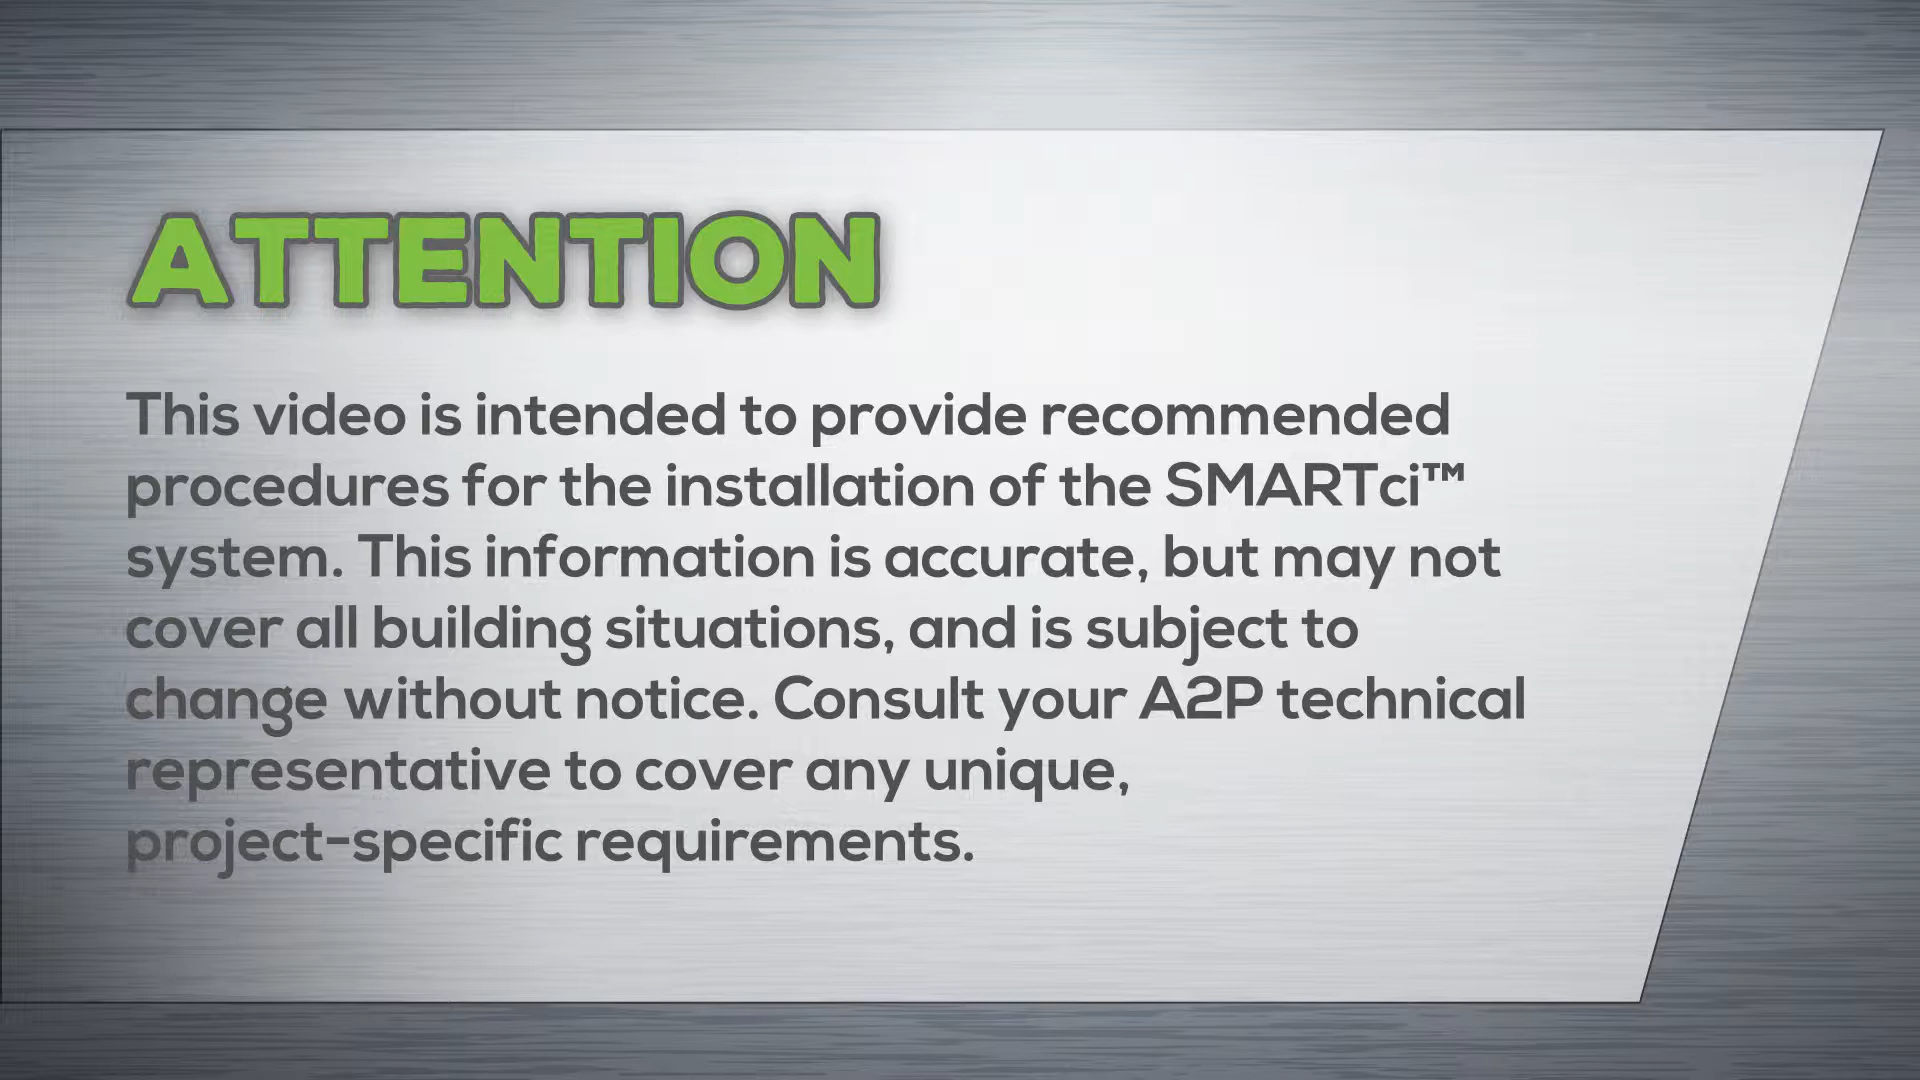 ATTENTION
This video is intended to provide recommended
procedures for the installation of the SMARTci™
system. This information is accurate, but may not
cover all building situations, and is subject to
change without notice. Consult your A2P technical
representative to cover any unique,
project-specific requirements.